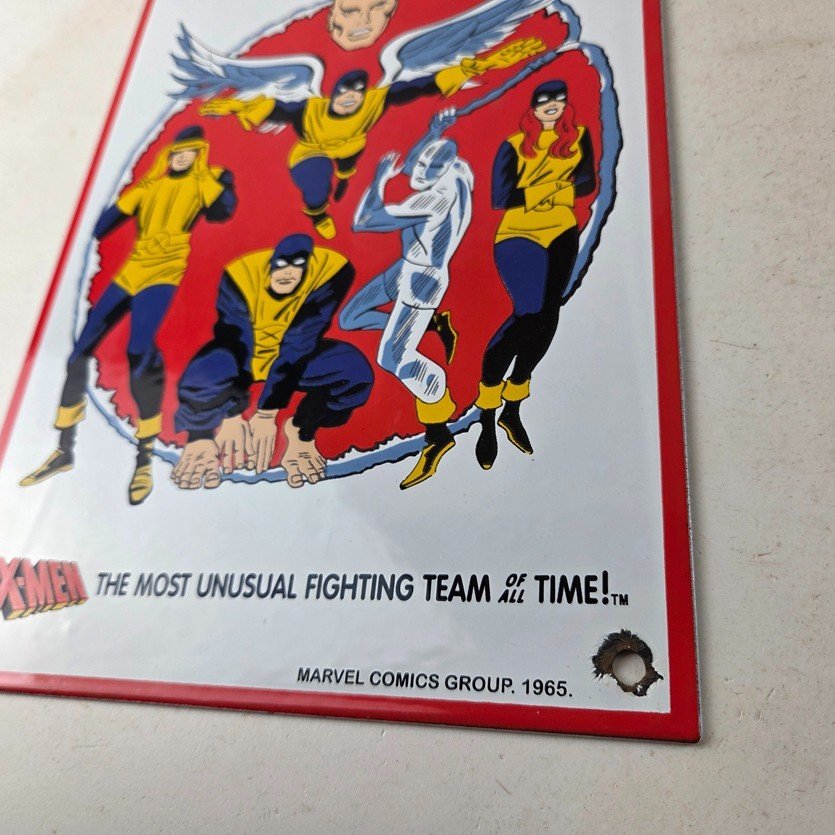 X-MEN THE MOST UNUSUAL FIGHTING TEAM OF ALL TIME!™
MARVEL COMICS GROUP. 1965.